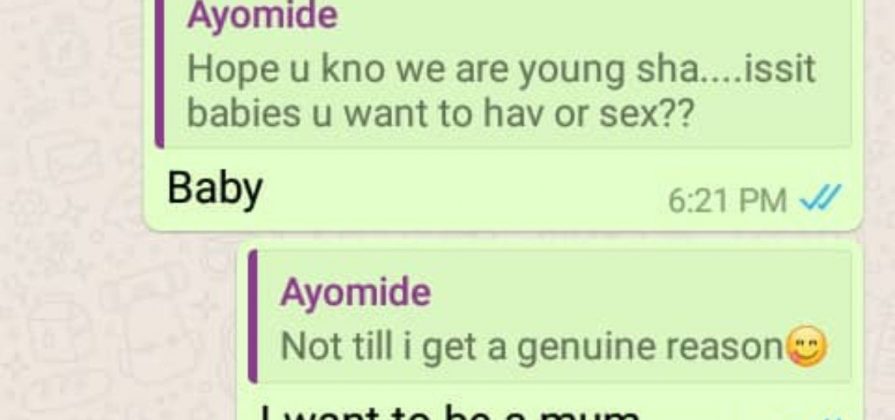 Ayomide
Hope u kno we are young sha....issit
babies u want to hav or sex??
Baby
6:21 PM
Ayomide
Not till i get a genuine reason😋
I want to be a mum